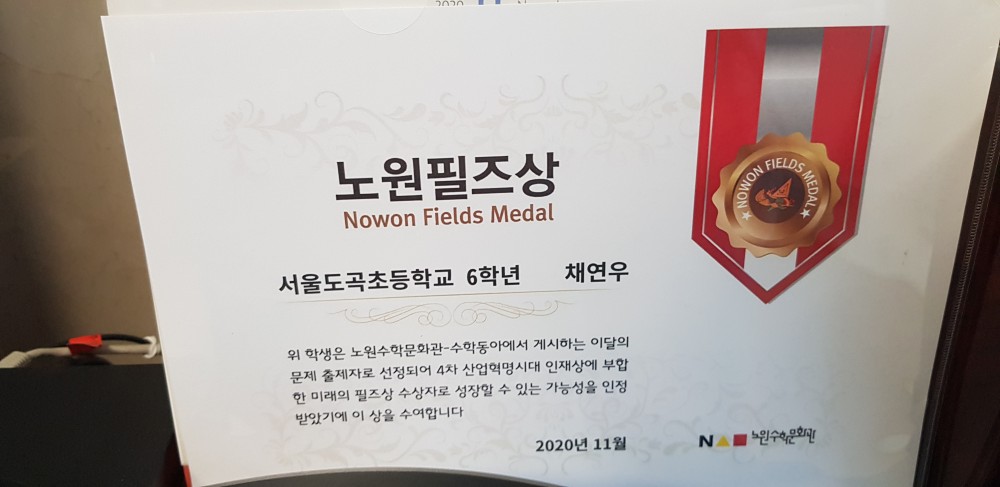 2020
노원필즈상
Nowon Fields Medal
NOWON FIELDS MEDAL
서울도곡초등학교 6학년 채연우
위 학생은 노원수학문화관-수학동아에서 게시하는 이달의
문제 출제자로 선정되어 4차 산업혁명시대 인재상에 부합
한 미래의 필즈상 수상자로 성장할 수 있는 가능성을 인정
받았기에 이 상을 수여합니다
2020년 11월
노원수학문화관